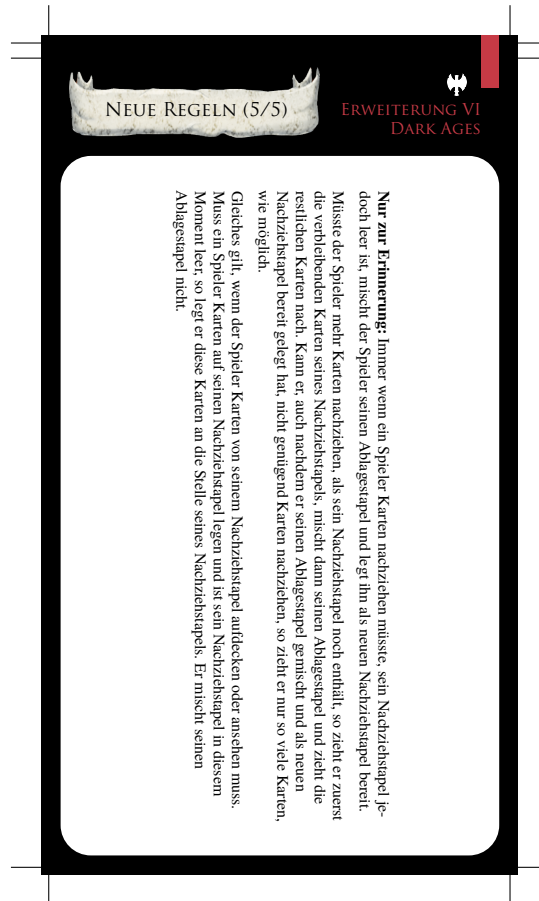 NEUE REGELN (5/5)
ERWEITERUNG VI
DARK AGES
Nur zur Erinnerung: Immer wenn ein Spieler Karten nachziehen müsste, sein Nachziehstapel je-
doch leer ist, mischt der Spieler seinen Ablagestapel und legt ihn als neuen Nachziehstapel bereit.
Müsste der Spieler mehr Karten nachziehen, als sein Nachziehstapel noch enthält, so zieht er zuerst
die verbleibenden Karten seines Nachziehstapels, mischt dann seinen Ablagestapel und zieht die
restlichen Karten nach. Kann er, auch nachdem er seinen Ablagestapel gemischt und als neuen
Nachziehstapel bereit gelegt hat, nicht genügend Karten nachziehen, so zieht er nur so viele Karten,
wie möglich.
Gleiches gilt, wenn der Spieler Karten von seinem Nachziehstapel aufdecken oder ansehen muss.
Muss ein Spieler Karten auf seinen Nachziehstapel legen und ist sein Nachziehstapel in diesem
Moment leer, so legt er diese Karten an die Stelle seines Nachziehstapels. Er mischt seinen
Ablagestapel nicht.